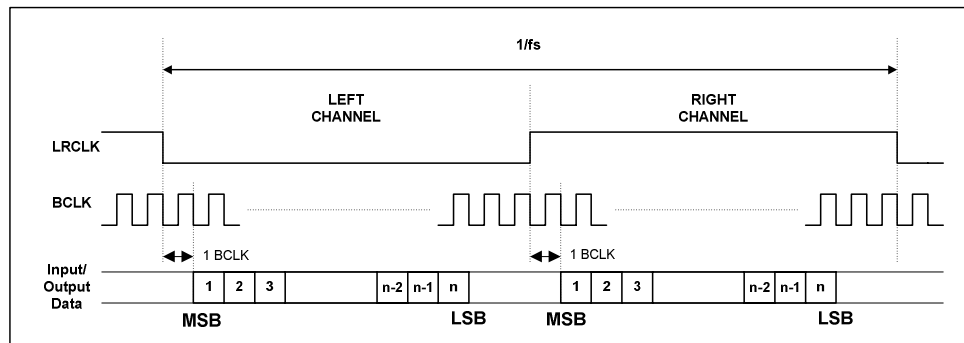 1/fs
LEFT
CHANNEL
RIGHT
CHANNEL
LRCLK
BCLK
1 BCLK
1 BCLK
Input/
Output
Data
1 2 3 n-2 n-1 n 1 2 3 n-2 n-1 n
MSB LSB MSB LSB